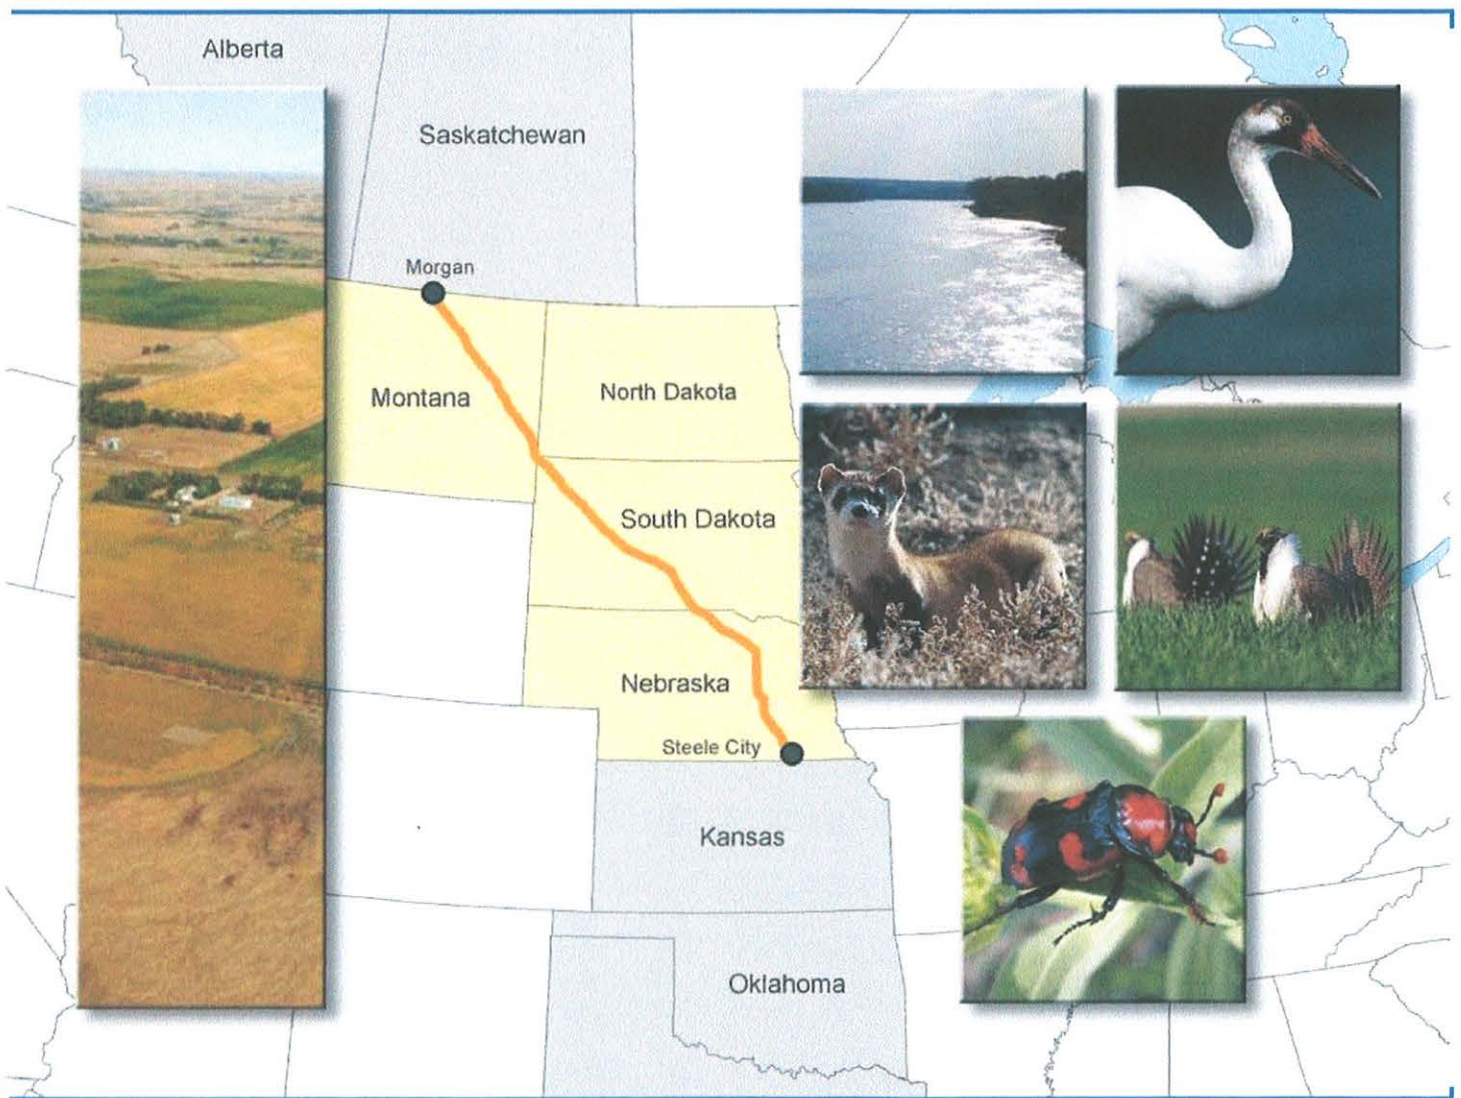 Alberta
Saskatchewan
Morgan
Montana
North Dakota
South Dakota
Nebraska
Steele City
Kansas
Oklahoma